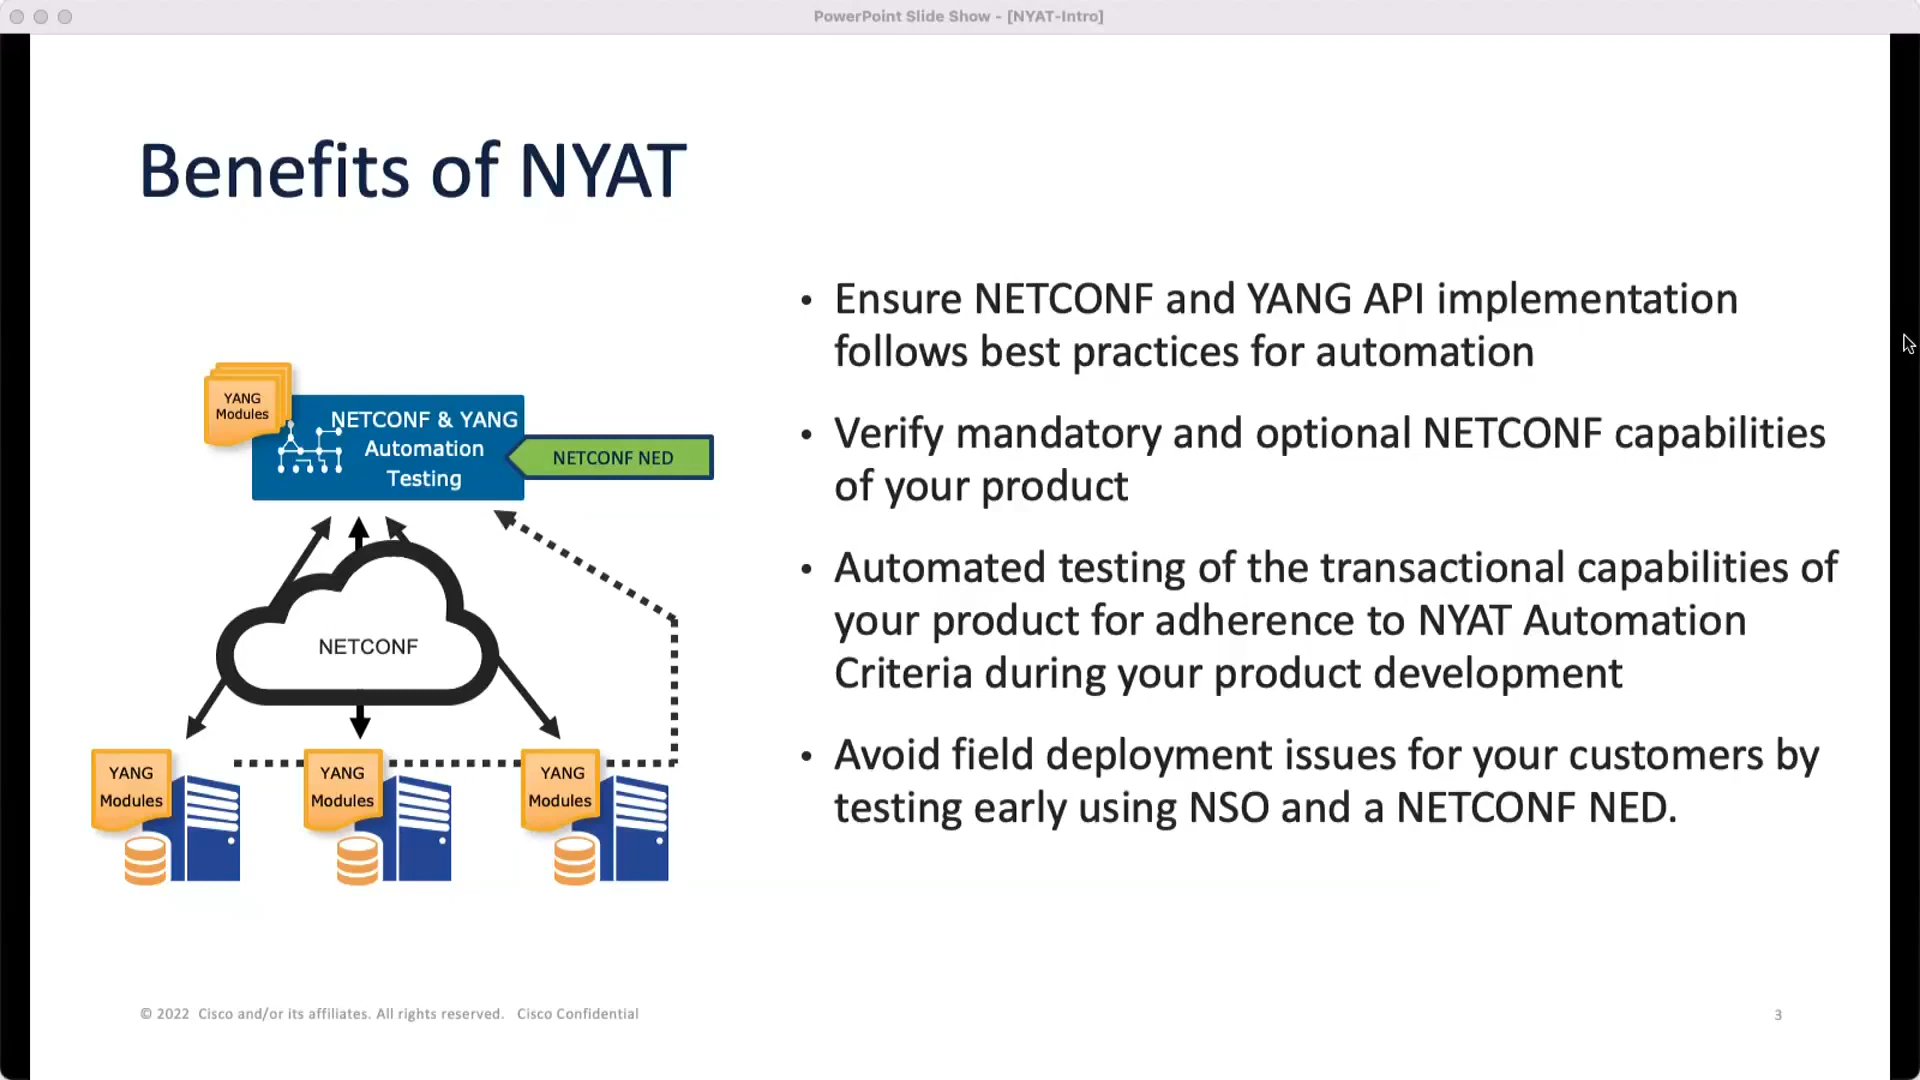 PowerPoint Slide Show - [NYAT-Intro]
Benefits of NYAT
YANG
Modules
NETCONF & YANG
Automation
Testing
NETCONF NED
NETCONF
YANG
Modules
YANG
Modules
YANG
Modules
• Ensure NETCONF and YANG API implementation
follows best practices for automation
• Verify mandatory and optional NETCONF capabilities
of your product
• Automated testing of the transactional capabilities of
your product for adherence to NYAT Automation
Criteria during your product development
• Avoid field deployment issues for your customers by
testing early using NSO and a NETCONF NED.
© 2022 Cisco and/or its affiliates. All rights reserved. Cisco Confidential
3